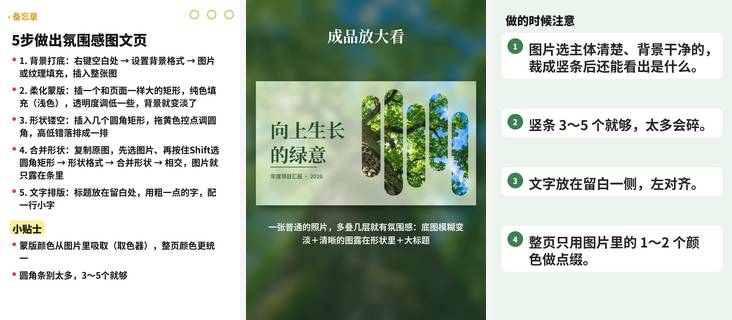 ‹备忘录
5步做出氛围感图文页
• 1. 背景打底：右键空白处 → 设置背景格式 → 图片
或纹理填充，插入整张图
• 2. 柔化蒙版：插一个和页面一样大的矩形，纯色填
充（浅色），透明度调低一些，背景就变淡了
• 3. 形状镂空：插入几个圆角矩形，拖黄色控点调圆
角，高低错落排成一排
• 4. 合并形状：复制原图，先选图片、再按住Shift选
圆角矩形 → 形状格式 → 合并形状 → 相交，图片就
只露在条里
• 5. 文字排版：标题放在留白处，用粗一点的字，配
一行小字
小贴士
• 蒙版颜色从图片里吸取（取色器），整页颜色更统
一
• 圆角条别太多，3～5个就够
成品放大看
向上生长
的绿意
年度项目汇报 · 2026
一张普通的照片，多叠几层就有氛围感：底图模糊变
淡＋清晰的图露在形状里＋大标题
做的时候注意
1 图片选主体清楚、背景干净的，
裁成竖条后还能看出是什么。
2 竖条 3～5 个就够，太多会碎。
3 文字放在留白一侧，左对齐。
4 整页只用图片里的 1～2 个颜
色做点缀。